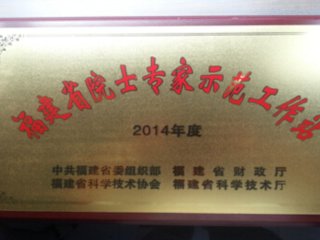 福建省院士专家示范工作站
2014年度
中共福建省委组织部 福建省财政厅
福建省科学技术协会 福建省科学技术厅